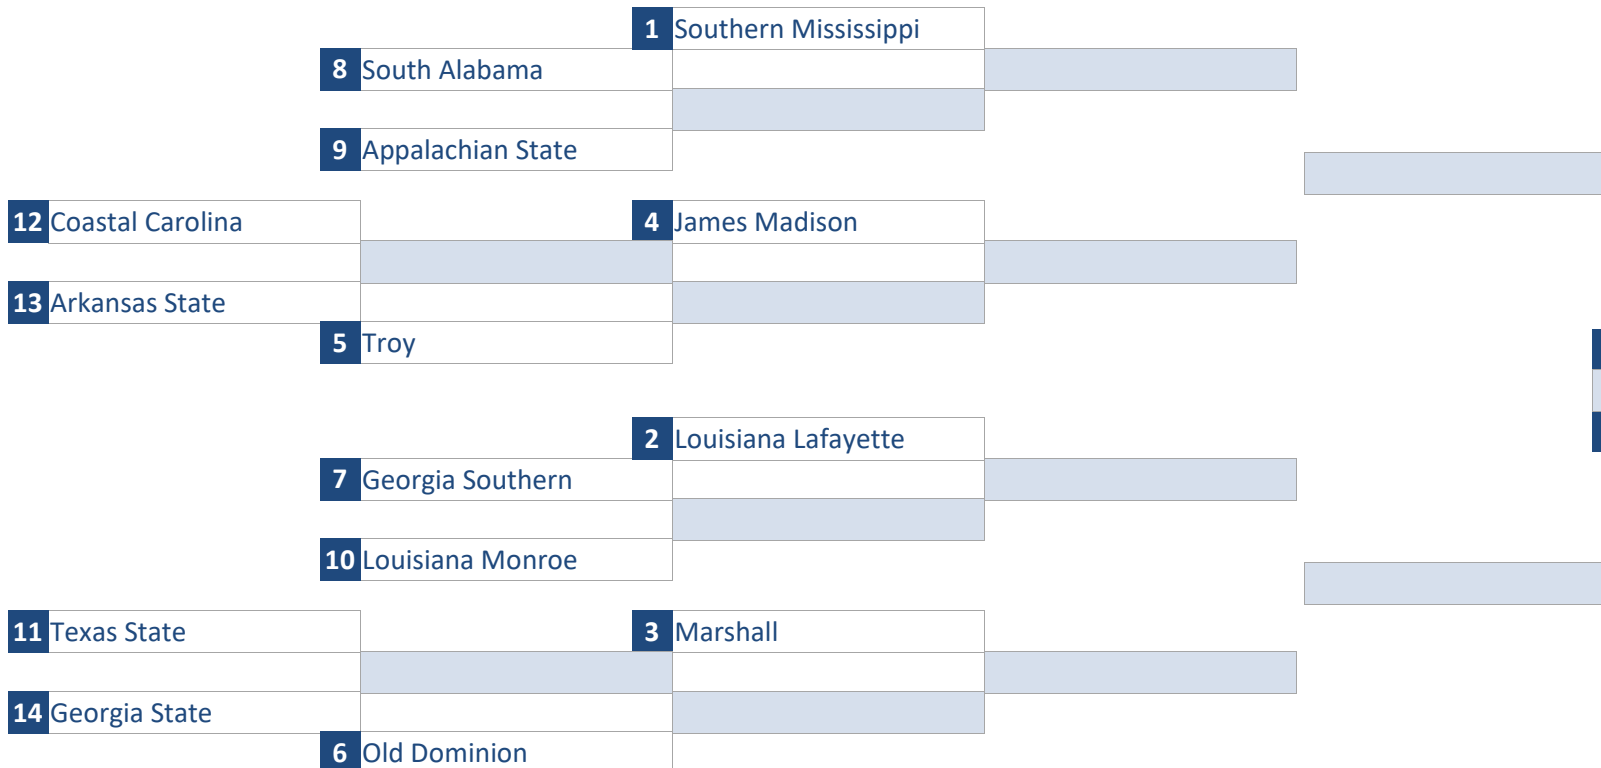 1 Southern Mississippi
8 South Alabama
9 Appalachian State
12 Coastal Carolina
4 James Madison
13 Arkansas State
5 Troy
2 Louisiana Lafayette
7 Georgia Southern
10 Louisiana Monroe
11 Texas State
3 Marshall
14 Georgia State
6 Old Dominion